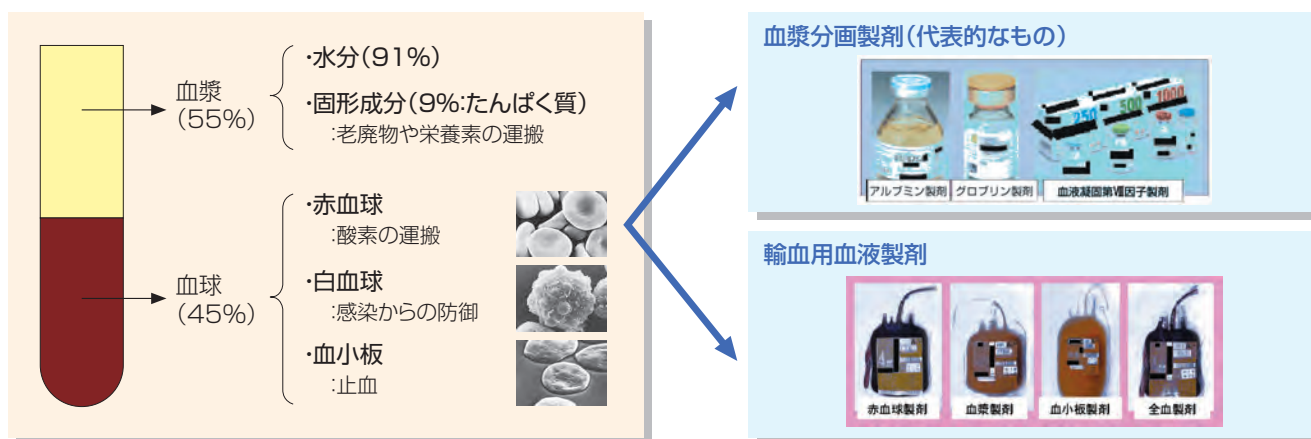 血漿
(55%)
・水分(91%)
・固形成分(9%:たんぱく質)
:老廃物や栄養素の運搬
血球
(45%)
・赤血球
:酸素の運搬
・白血球
:感染からの防御
・血小板
:止血
血漿分画製剤(代表的なもの)
250 500 1000
アルブミン製剤 グロブリン製剤 血液凝固第Ⅷ因子製剤
輸血用血液製剤
赤血球製剤 血漿製剤 血小板製剤 全血製剤